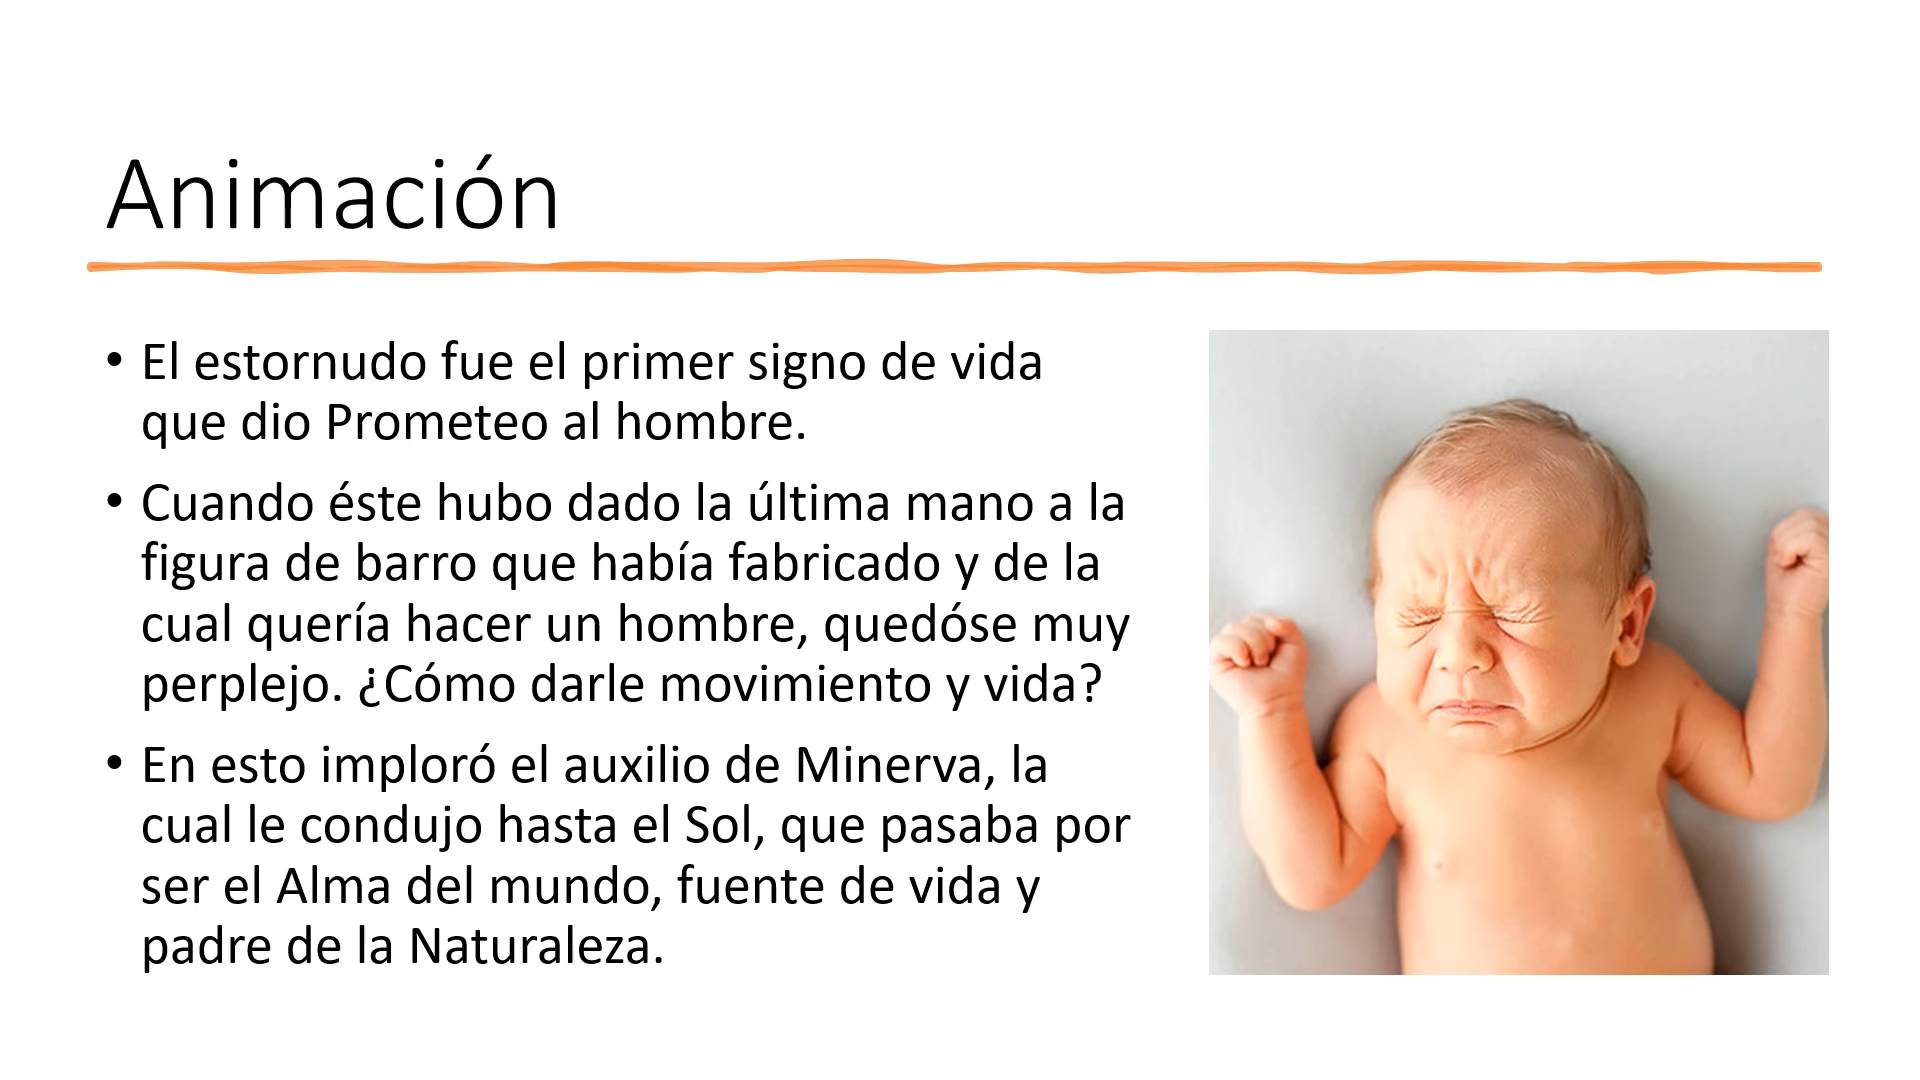 Animación
• El estornudo fue el primer signo de vida
que dio Prometeo al hombre.
• Cuando éste hubo dado la última mano a la
figura de barro que había fabricado y de la
cual quería hacer un hombre, quedóse muy
perplejo. ¿Cómo darle movimiento y vida?
• En esto imploró el auxilio de Minerva, la
cual le condujo hasta el Sol, que pasaba por
ser el Alma del mundo, fuente de vida y
padre de la Naturaleza.